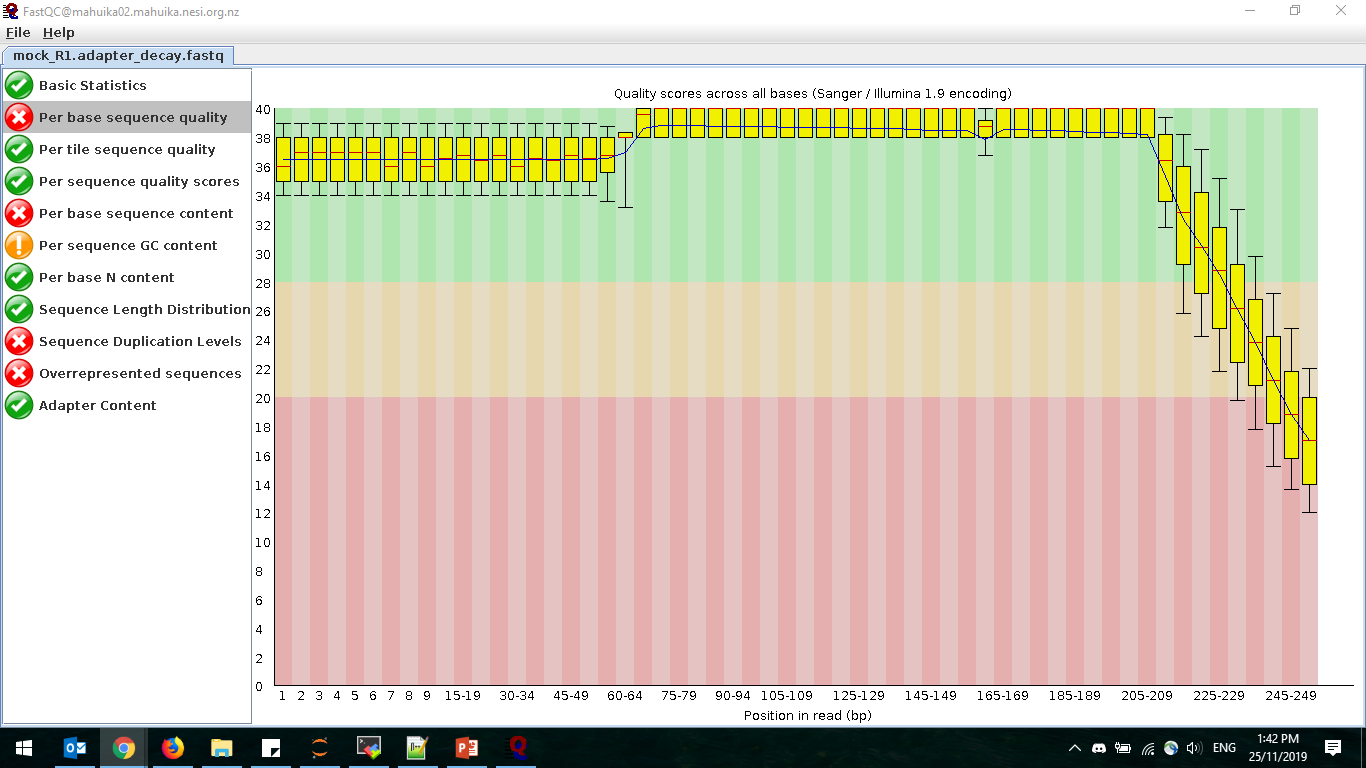 FastQC@mahuika02.mahuika.nesi.org.nz
File Help
mock_R1.adapter_decay.fastq
Basic Statistics
Per base sequence quality
Per tile sequence quality
Per sequence quality scores
Per base sequence content
Per sequence GC content
Per base N content
Sequence Length Distribution
Sequence Duplication Levels
Overrepresented sequences
Adapter Content
Quality scores across all bases (Sanger / Illumina 1.9 encoding)
40
38
36
34
32
30
28
26
24
22
20
18
16
14
12
10
8
6
4
2
0
1 2 3 4 5 6 7 8 9 15-19 30-34 45-49 60-64 75-79 90-94 105-109 125-129 145-149 165-169 185-189 205-209 225-229 245-249
Position in read (bp)
ENG
1:42 PM
25/11/2019